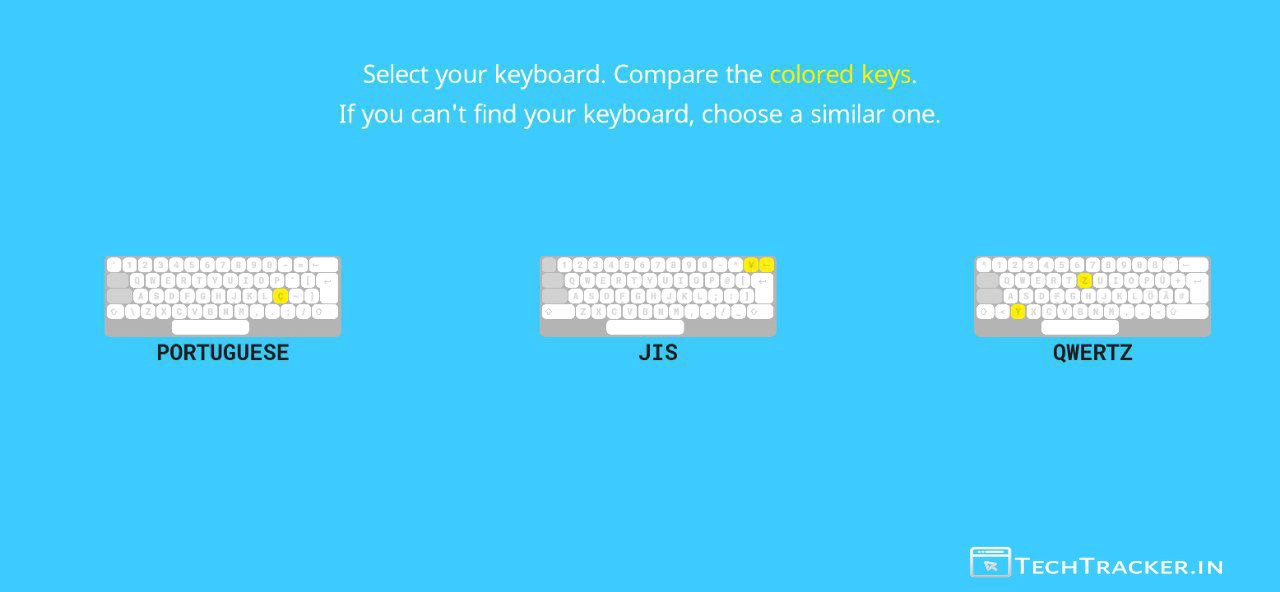 Select your keyboard. Compare the colored keys.
If you can't find your keyboard, choose a similar one.
PORTUGUESE
JIS
QWERTZ
TECHTRACKER.IN